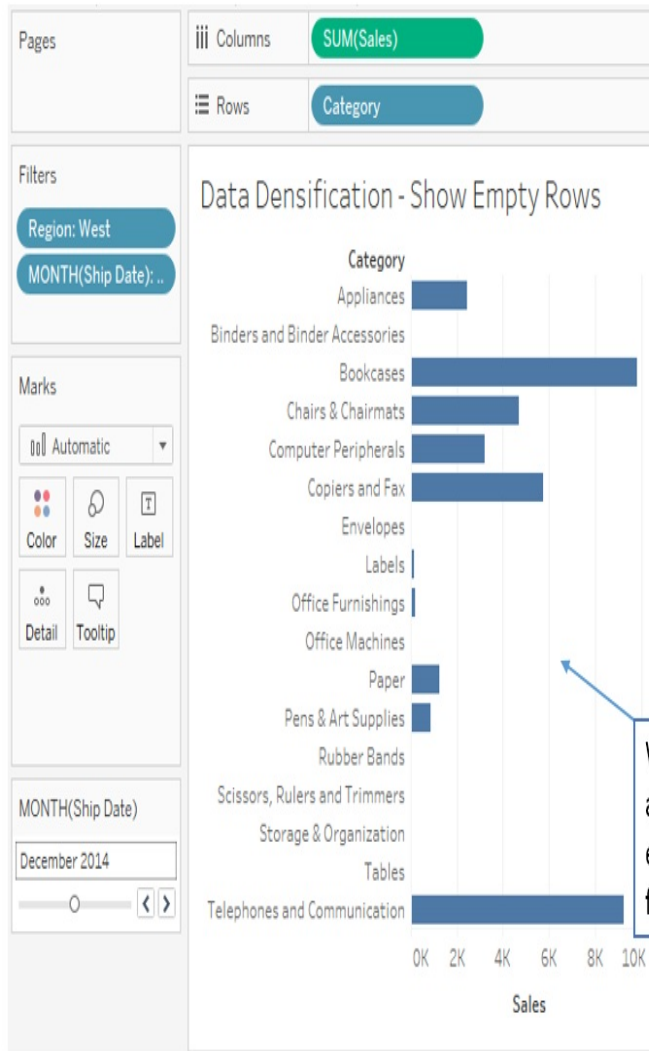 Pages
Columns
SUM(Sales)
Rows
Category
Filters
Region: West
MONTH(Ship Date): ..
Marks
Automatic
Color
Size
Label
Detail
Tooltip
MONTH(Ship Date)
December 2014
Data Densification - Show Empty Rows
Category
Appliances
Binders and Binder Accessories
Bookcases
Chairs & Chairmats
Computer Peripherals
Copiers and Fax
Envelopes
Labels
Office Furnishings
Office Machines
Paper
Pens & Art Supplies
Rubber Bands
Scissors, Rulers and Trimmers
Storage & Organization
Tables
Telephones and Communication
0K 2K 4K 6K 8K 10K
Sales